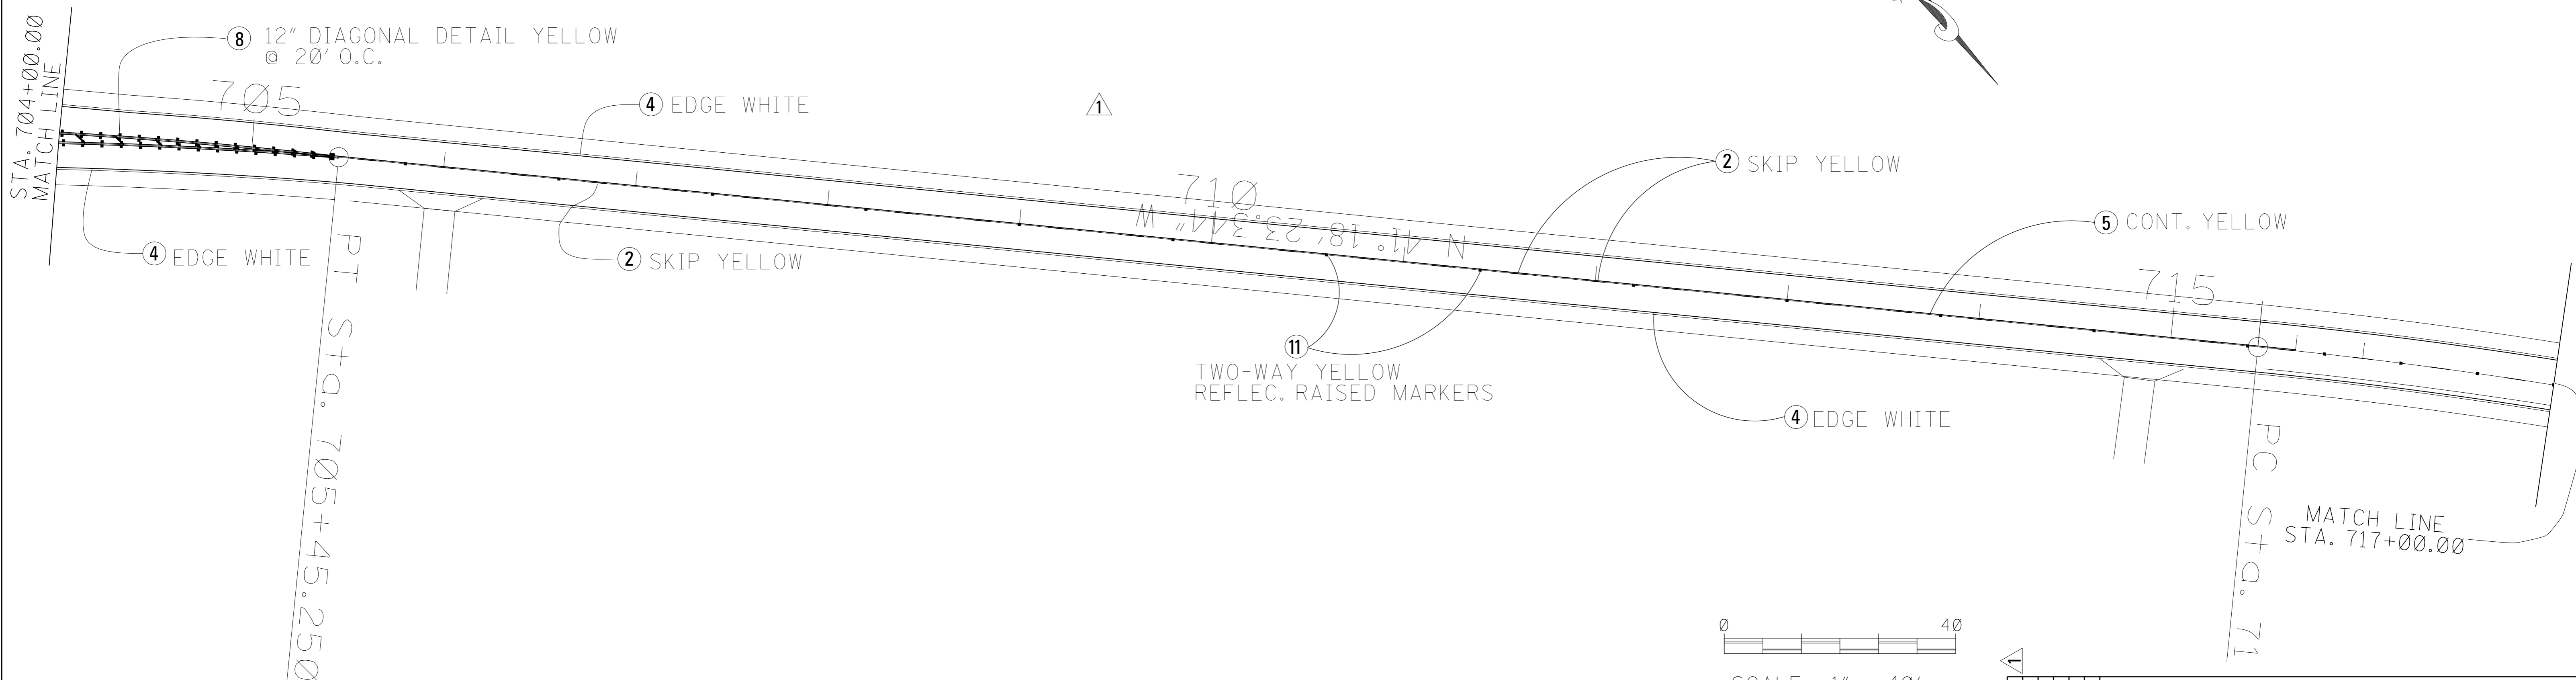 STA. 704+00.00
MATCH LINE
8 12" DIAGONAL DETAIL YELLOW
@ 20' O.C.
705
4 EDGE WHITE
1
4 EDGE WHITE
2 SKIP YELLOW
PT Sta. 705+45.250
710
N 41° 18' 23.344" W
2 SKIP YELLOW
5 CONT. YELLOW
11
TWO-WAY YELLOW
REFLEC. RAISED MARKERS
4 EDGE WHITE
715
PC Sta. 71
MATCH LINE
STA. 717+00.00
0 40
1